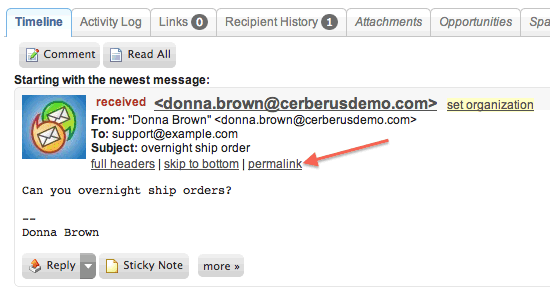 Timeline Activity Log Links 0 Recipient History 1 Attachments Opportunities Spa
Comment Read All
Starting with the newest message:
received <donna.brown@cerberusdemo.com> set organization
From: "Donna Brown" <donna.brown@cerberusdemo.com>
To: support@example.com
Subject: overnight ship order
full headers | skip to bottom | permalink
Can you overnight ship orders?
--
Donna Brown
Reply Sticky Note more »